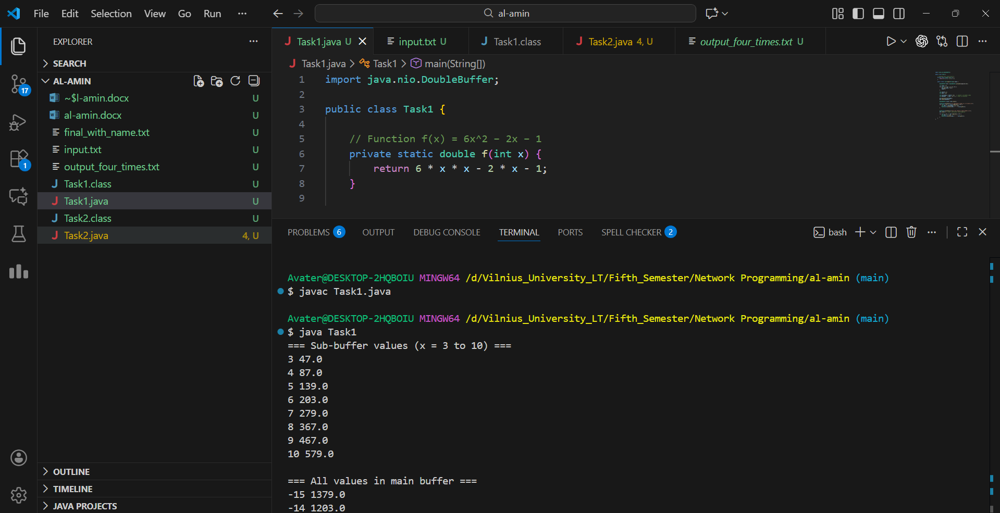 File Edit Selection View Go Run ··· al-amin
EXPLORER ···
SEARCH
AL-AMIN
~$l-amin.docx U
al-amin.docx U
final_with_name.txt U
input.txt U
output_four_times.txt U
Task1.class U
Task1.java U
Task2.class U
Task2.java 4, U
OUTLINE
TIMELINE
JAVA PROJECTS
17
1
Task1.java U input.txt U Task1.class Task2.java 4, U output_four_times.txt U
Task1.java > Task1 > main(String[])
1 import java.nio.DoubleBuffer;
2
3 public class Task1 {
4
5 // Function f(x) = 6x^2 - 2x - 1
6 private static double f(int x) {
7 return 6 * x * x - 2 * x - 1;
8 }
9
PROBLEMS 6 OUTPUT DEBUG CONSOLE TERMINAL PORTS SPELL CHECKER 2 bash
Avater@DESKTOP-2HQBOIU MINGW64 /d/Vilnius_University_LT/Fifth_Semester/Network Programming/al-amin (main)
$ javac Task1.java
Avater@DESKTOP-2HQBOIU MINGW64 /d/Vilnius_University_LT/Fifth_Semester/Network Programming/al-amin (main)
$ java Task1
=== Sub-buffer values (x = 3 to 10) ===
3 47.0
4 87.0
5 139.0
6 203.0
7 279.0
8 367.0
9 467.0
10 579.0
=== All values in main buffer ===
-15 1379.0
-14 1203.0